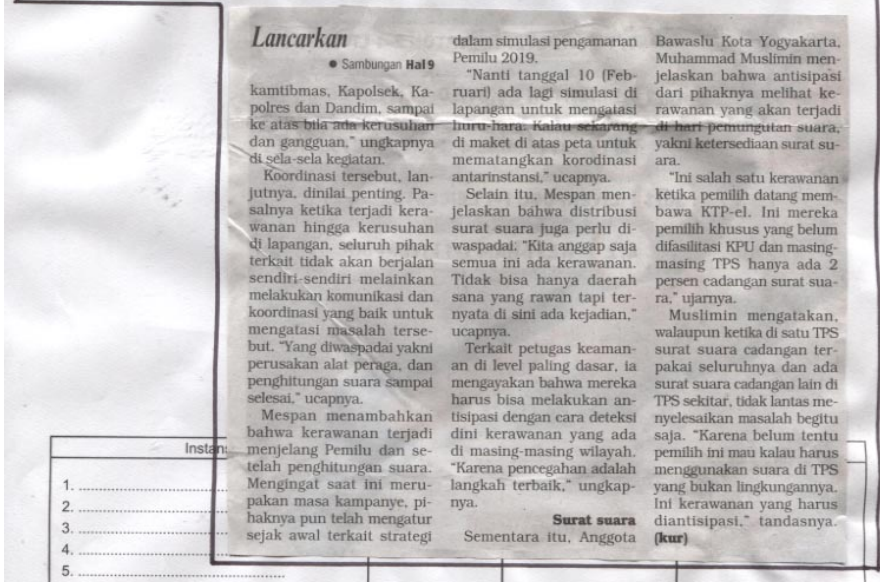 Lancarkan
● Sambungan Hal 9
kamtibmas, Kapolsek, Ka-
polres dan Dandim, sampai
ke atas bila ada kerusuhan
dan gangguan," ungkapnya
di sela-sela kegiatan.
Koordinasi tersebut, lan-
jutnya, dinilai penting. Pa-
salnya ketika terjadi kera-
wanan hingga kerusuhan
di lapangan, seluruh pihak
terkait tidak akan berjalan
sendiri-sendiri melainkan
melakukan komunikasi dan
koordinasi yang baik untuk
mengatasi masalah terse-
but. "Yang diwaspadai yakni
perusakan alat peraga, dan
penghitungan suara sampai
selesai," ucapnya.
Mespan menambahkan
bahwa kerawanan terjadi
menjelang Pemilu dan se-
telah penghitungan suara.
Mengingat saat ini meru-
pakan masa kampanye, pi-
haknya pun telah mengatur
sejak awal terkait strategi
dalam simulasi pengamanan
Pemilu 2019.
"Nanti tanggal 10 (Feb-
ruari) ada lagi simulasi di
lapangan untuk mengatasi
huru-hara. Kalau sekarang
di maket di atas peta untuk
mematangkan korodinasi
antarinstansi," ucapnya.
Selain itu, Mespan men-
jelaskan bahwa distribusi
surat suara juga perlu di-
waspadai. "Kita anggap saja
semua ini ada kerawanan.
Tidak bisa hanya daerah
sana yang rawan tapi ter-
nyata di sini ada kejadian,"
ucapnya.
Terkait petugas keaman-
an di level paling dasar, ia
mengayakan bahwa mereka
harus bisa melakukan an-
tisipasi dengan cara deteksi
dini kerawanan yang ada
di masing-masing wilayah.
"Karena pencegahan adalah
langkah terbaik," ungkap-
nya.
Surat suara
Sementara itu, Anggota
Bawaslu Kota Yogyakarta,
Muhammad Muslimin men-
jelaskan bahwa antisipasi
dari pihaknya melihat ke-
rawanan yang akan terjadi
di hari pemungutan suara,
yakni ketersediaan surat su-
ara.
"Ini salah satu kerawanan
ketika pemilih datang mem-
bawa KTP-el. Ini mereka
pemilih khusus yang belum
difasilitasi KPU dan masing-
masing TPS hanya ada 2
persen cadangan surat sua-
ra," ujarnya.
Muslimin mengatakan,
walaupun ketika di satu TPS
surat suara cadangan ter-
pakai seluruhnya dan ada
surat suara cadangan lain di
TPS sekitar, tidak lantas me-
nyelesaikan masalah begitu
saja. "Karena belum tentu
pemilih ini mau kalau harus
menggunakan suara di TPS
yang bukan lingkungannya.
Ini kerawanan yang harus
diantisipasi," tandasnya.
(kur)
Instan
1.
2.
3.
4.
5.